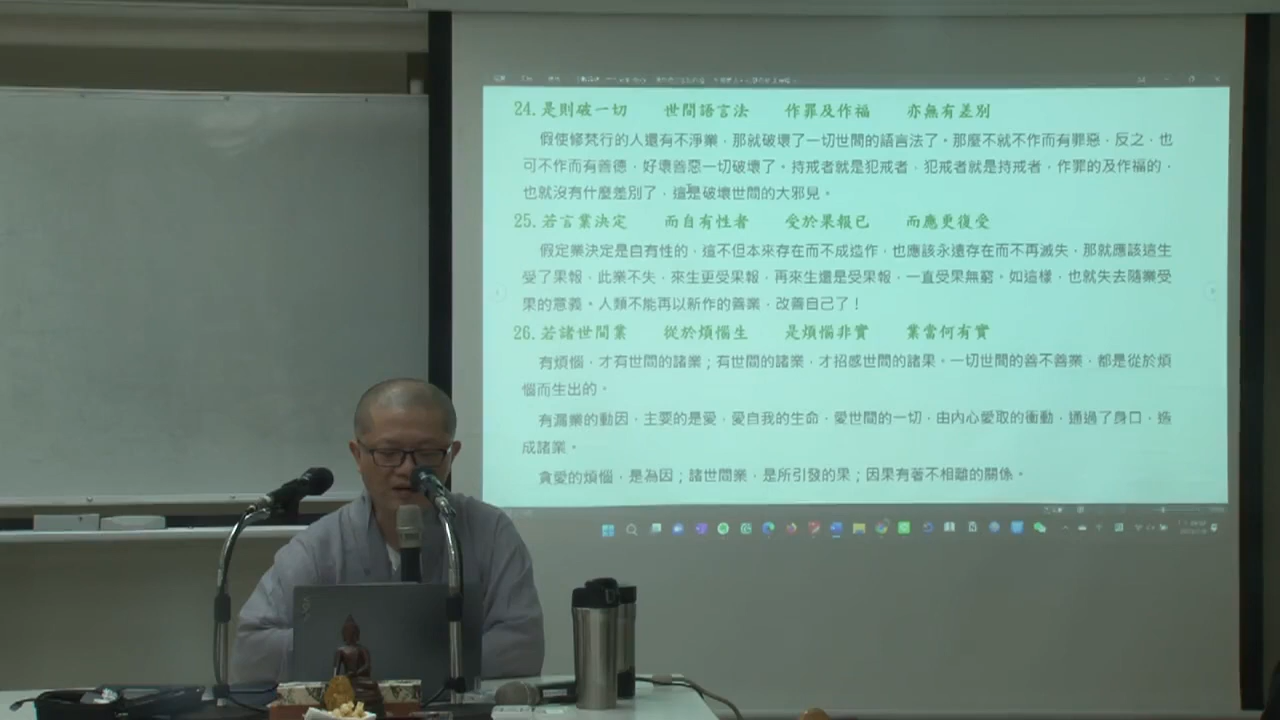 24. 是則破一切　世間語言法　作罪及作福　亦無有差別
假使修梵行的人還有不淨業，那就破壞了一切世間的語言法了。那麼不就不作而有罪惡，反之，也
可不作而有善德，好壞善惡一切破壞了。持戒者就是犯戒者，犯戒者就是持戒者，作罪的及作福的，
也就沒有什麼差別了，這是破壞世間的大邪見。
25. 若言業決定　而自有性者　受於果報已　而應更復受
假定業決定是自有性的，這不但本來存在而不成造作，也應該永遠存在而不再滅失，那就應該這生
受了果報，此業不失，來生更受果報，再來生還是受果報，一直受果無窮。如這樣，也就失去隨業受
果的意義。人類不能再以新作的善業，改善自己了！
26. 若諸世間業　從於煩惱生　是煩惱非實　業當何有實
有煩惱，才有世間的諸業；有世間的諸業，才招感世間的諸果。一切世間的善不善業，都是從於煩
惱而生出的。
有漏業的動因，主要的是愛，愛自我的生命，愛世間的一切，由內心愛取的衝動，通過了身口，造
成諸業。
貪愛的煩惱，是為因；諸世間業，是所引發的果；因果有著不相離的關係。